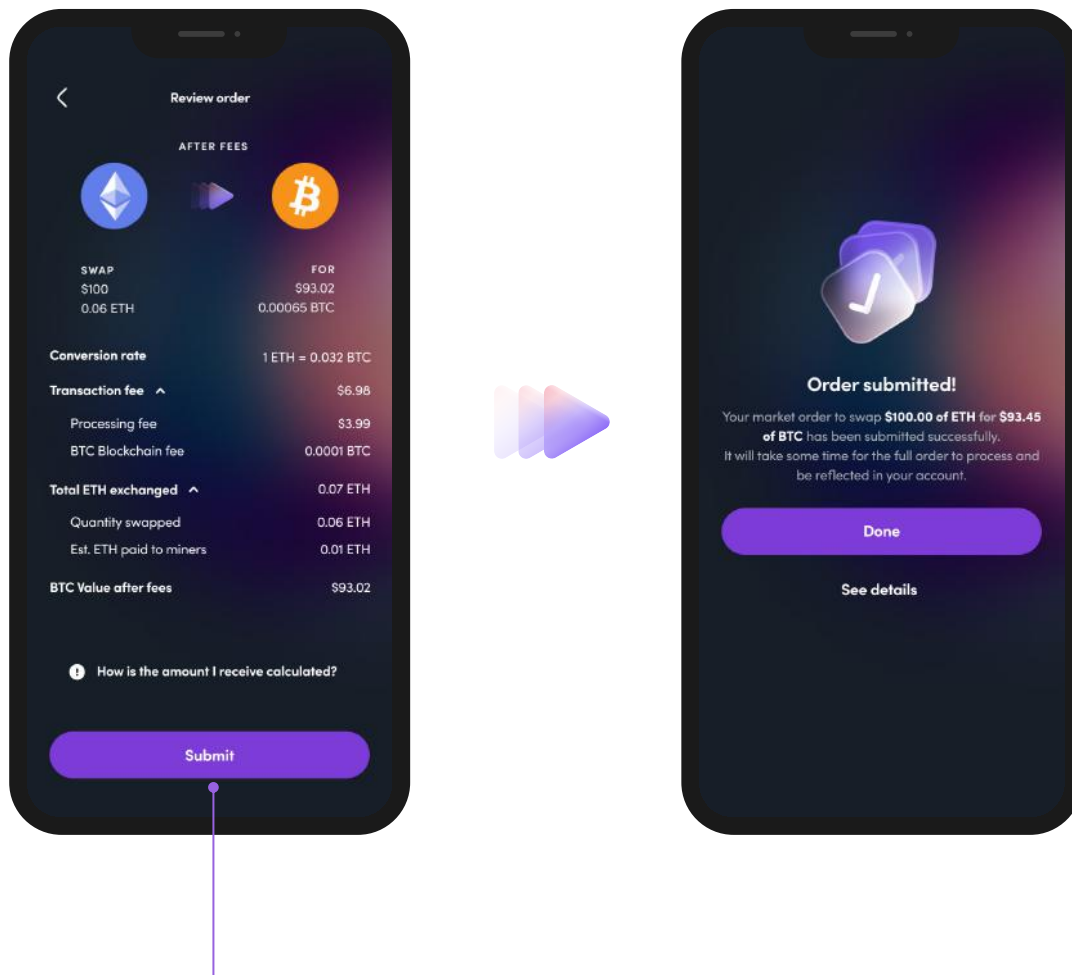 Review order
AFTER FEES
SWAP
$100
0.06 ETH
FOR
$93.02
0.00065 BTC
Conversion rate 1 ETH = 0.032 BTC
Transaction fee $6.98
Processing fee $3.99
BTC Blockchain fee 0.0001 BTC
Total ETH exchanged 0.07 ETH
Quantity swapped 0.06 ETH
Est. ETH paid to miners 0.01 ETH
BTC Value after fees $93.02
How is the amount I receive calculated?
Submit
Order submitted!
Your market order to swap $100.00 of ETH for $93.45
of BTC has been submitted successfully.
It will take some time for the full order to process and
be reflected in your account.
Done
See details